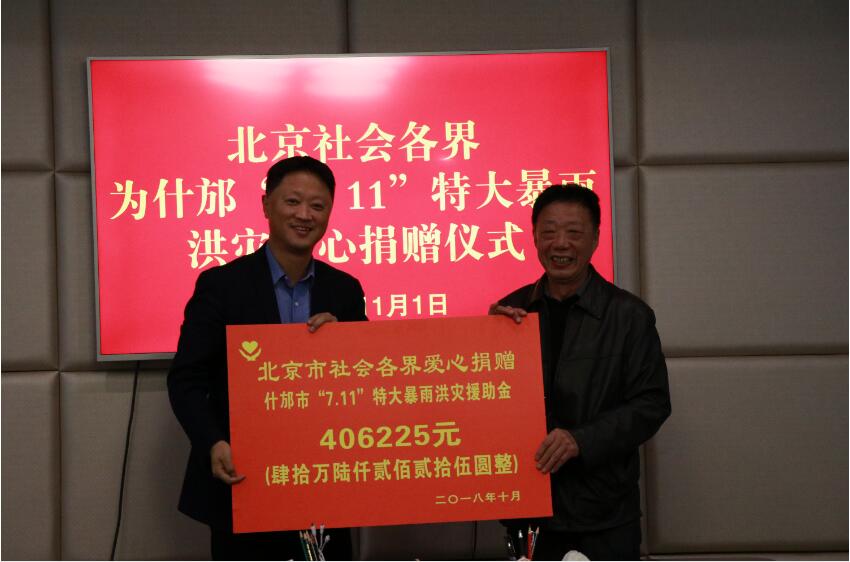 北京社会各界
为什邡“7.11”特大暴雨
洪灾爱心捐赠仪式
11月1日
北京市社会各界爱心捐赠
什邡市“7.11”特大暴雨洪灾援助金
406225元
(肆拾万陆仟贰佰贰拾伍圆整)
二〇一八年十月